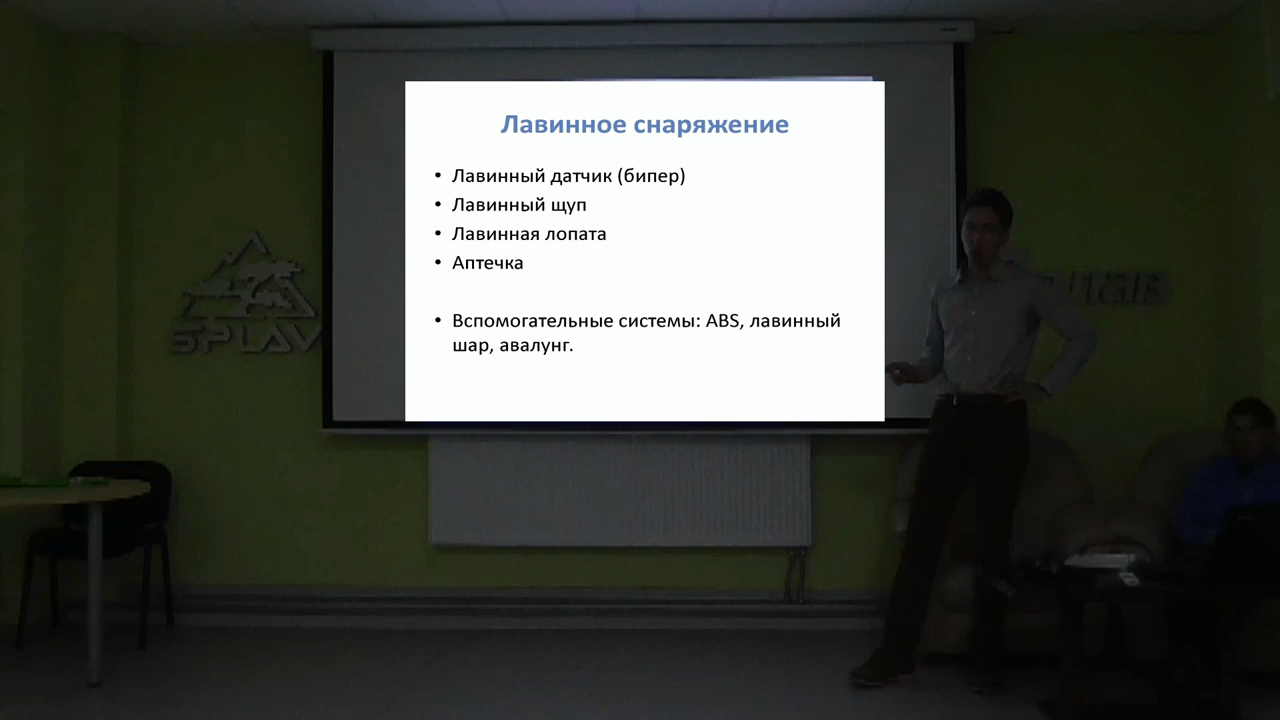 Лавинное снаряжение
• Лавинный датчик (бипер)
• Лавинный щуп
• Лавинная лопата
• Аптечка
• Вспомогательные системы: ABS, лавинный
шар, авалунг.
SPLAV